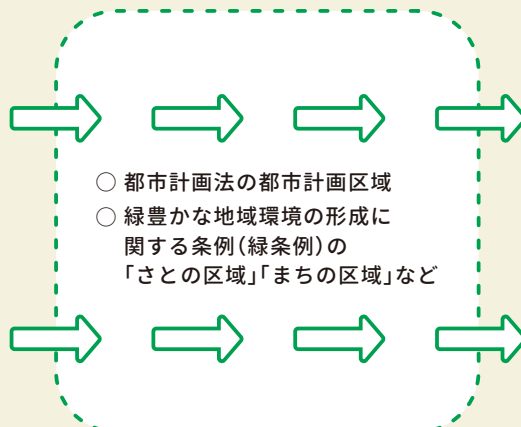 ○ 都市計画法の都市計画区域
○ 緑豊かな地域環境の形成に
関する条例(緑条例)の
「さとの区域」「まちの区域」など